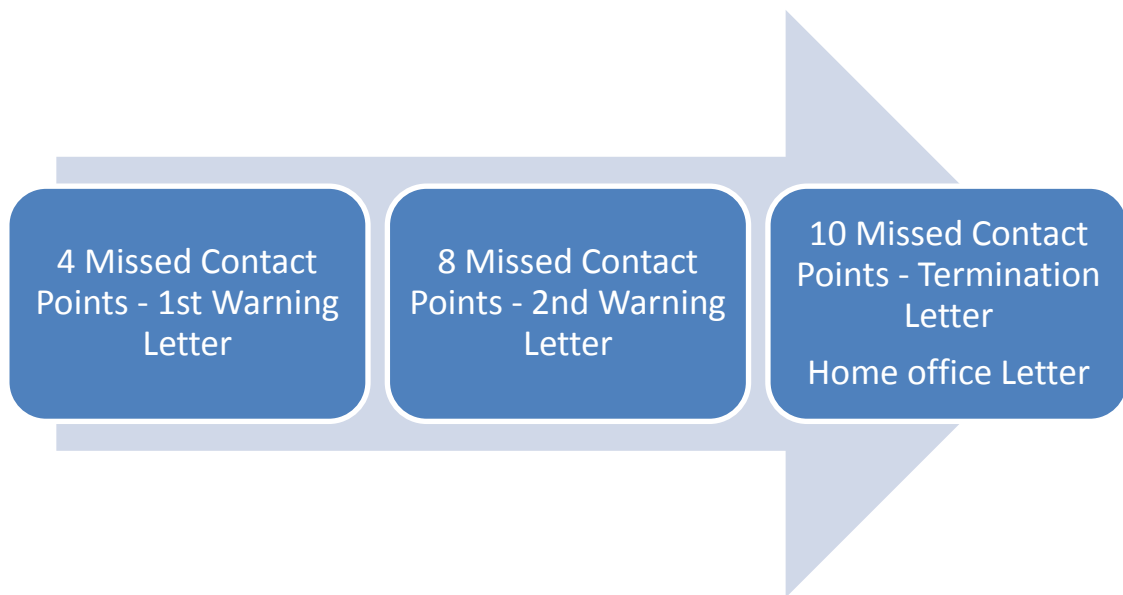 4 Missed Contact
Points - 1st Warning
Letter
8 Missed Contact
Points - 2nd Warning
Letter
10 Missed Contact
Points - Termination
Letter
Home office Letter